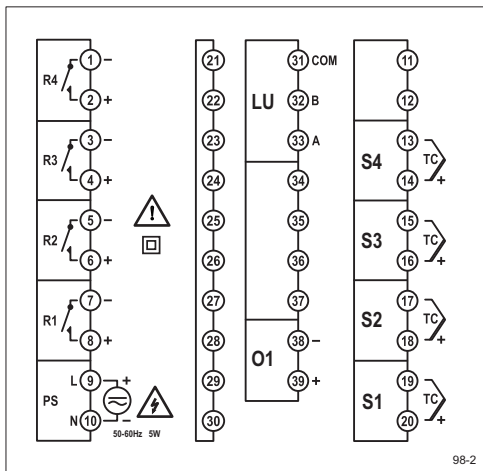 1 −
R4
2 +
3 −
R3
4 +
5 −
R2
6 +
7 −
R1
8 +
L 9 +
PS
N 10 −
50-60Hz 5W
!
21
22
23
24
25
26
27
28
29
30
31 COM
LU 32 B
33 A
34
35
36
37
O1 38 −
39 +
11
12
13 −
S4 TC
14 +
15 −
S3 TC
16 +
17 −
S2 TC
18 +
19 −
S1 TC
20 +
98-2